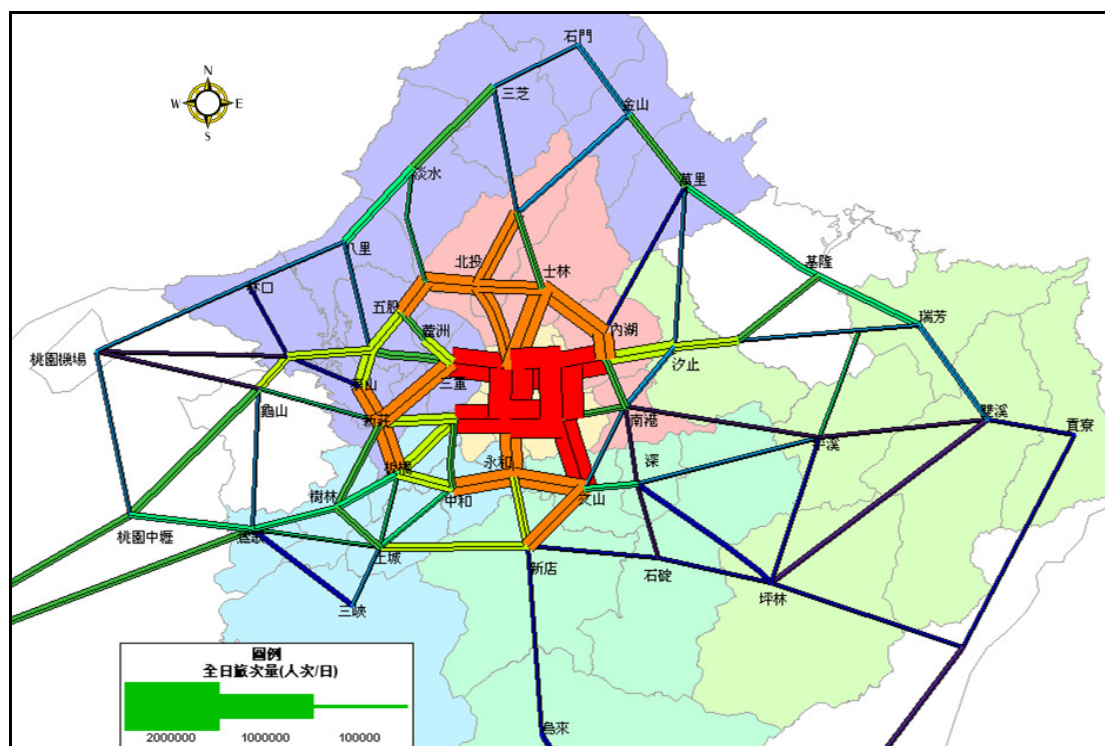 石門
三芝
金山
N
W E
S
淡水
萬里
八里
北投
士林
基隆
林口
五股
蘆洲
內湖
瑞芳
桃園機場
三重
汐止
泰山
龜山
新莊
南港
雙溪
貢寮
平溪
板橋
永和
深
樹林
中和
文山
桃園中壢
鶯歌
土城
新店
石碇
坪林
三峽
圖例
全日旅次量(人次/日)
2000000 1000000 100000
烏來